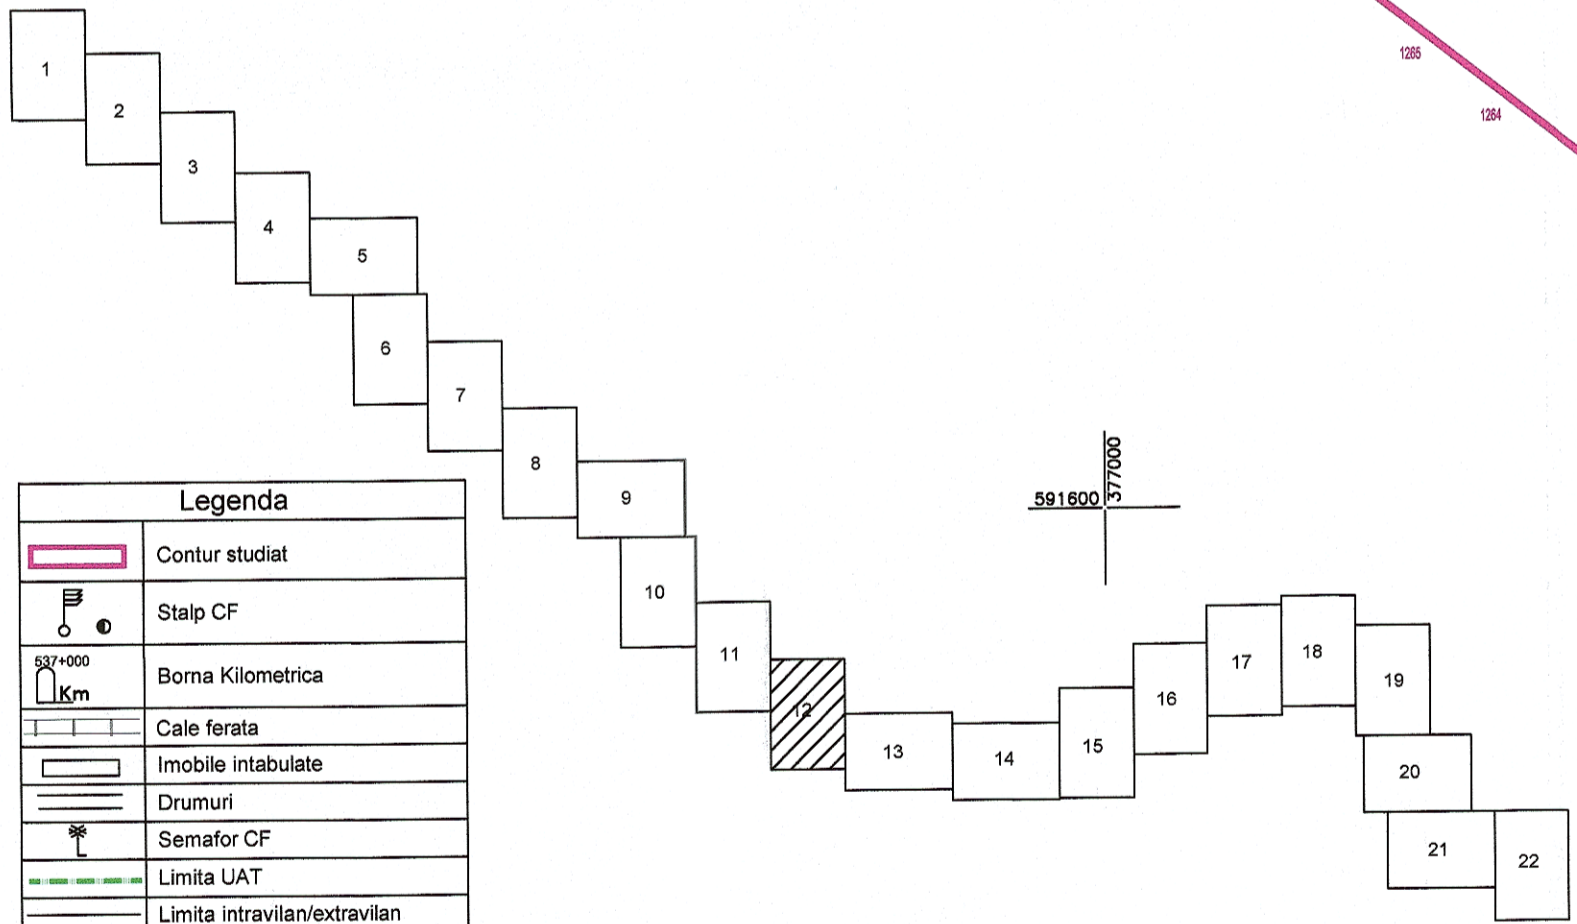 1265
1264
1
2
3
4
5
6
7
8
9
10
11
12
13
14
15
16
17
18
19
20
21
22
591600
377000
Legenda
Contur studiat
Stalp CF
537+000
Km
Borna Kilometrica
Cale ferata
Imobile intabulate
Drumuri
Semafor CF
Limita UAT
Limita intravilan/extravilan